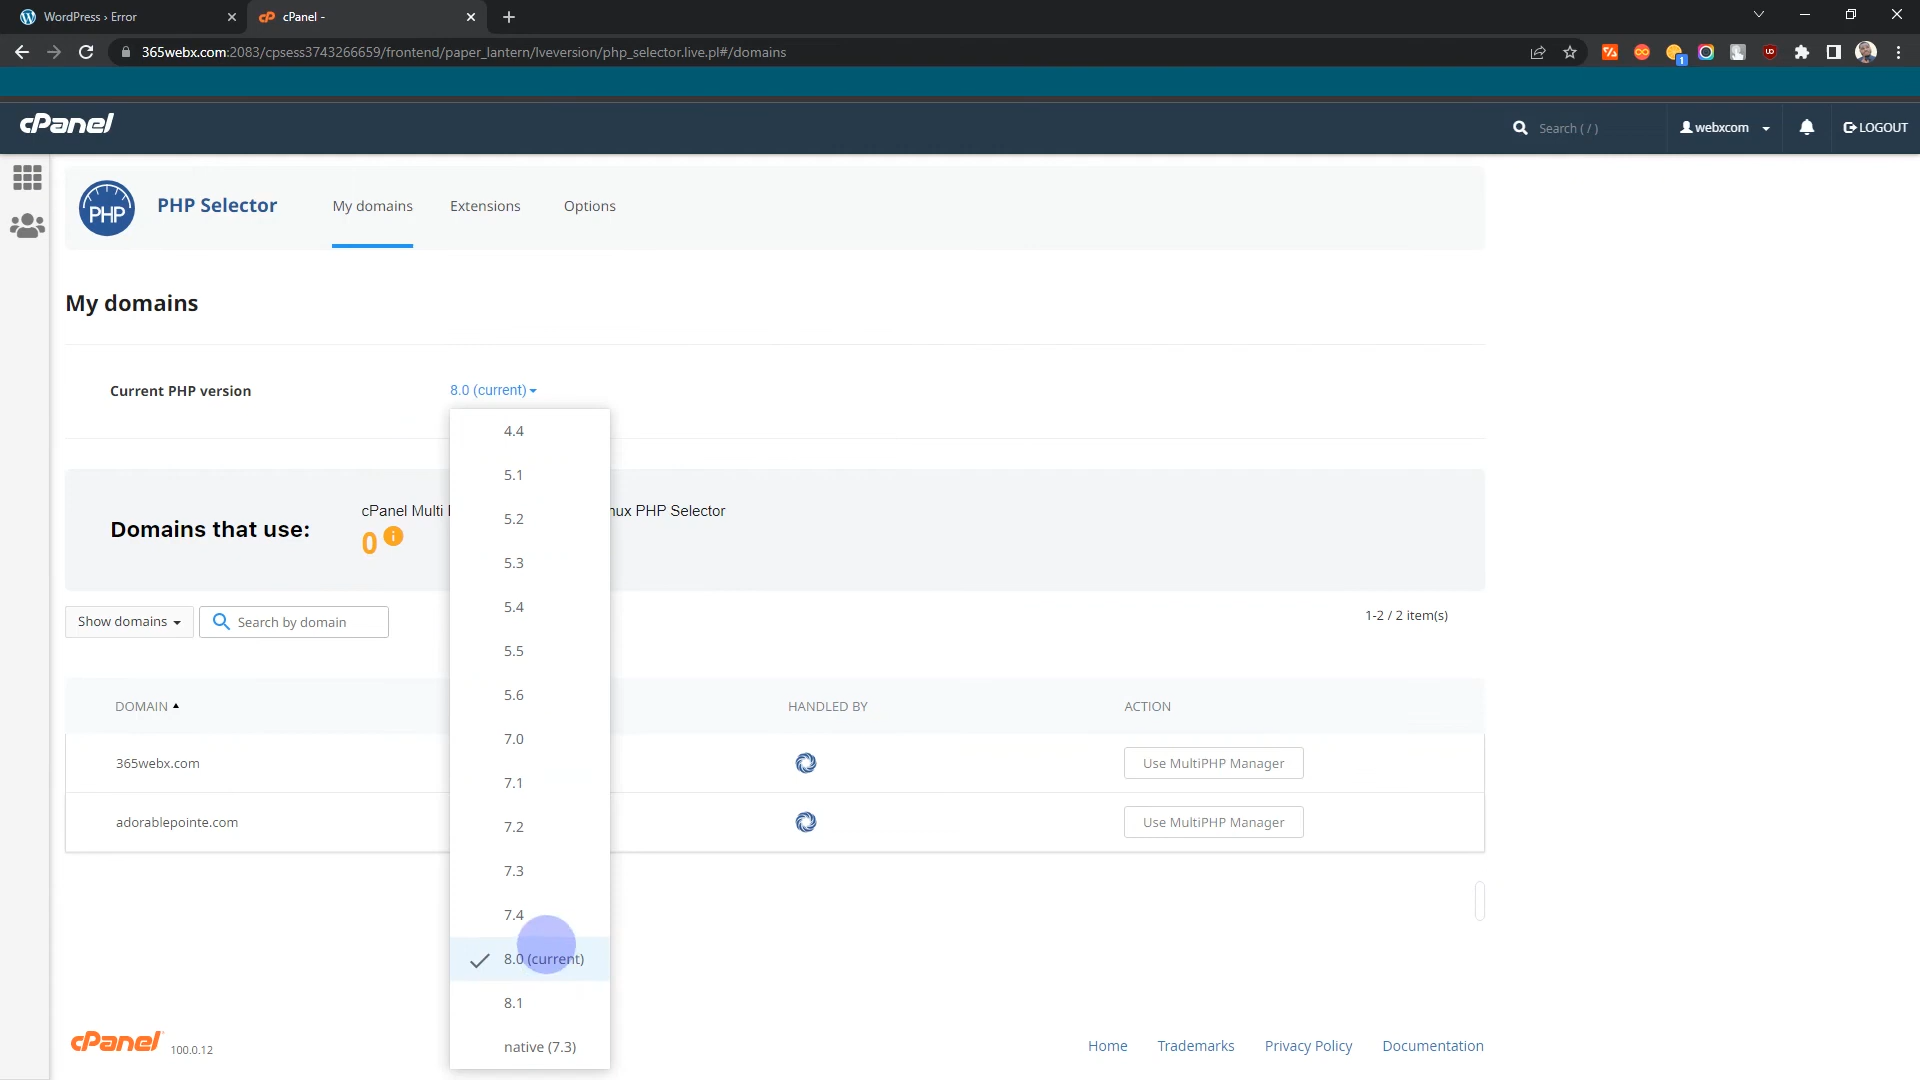 WordPress › Error
cPanel -
365webx.com:2083/cpsess3743266659/frontend/paper_lantern/lveversion/php_selector.live.pl#/domains
1
cPanel
Search ( / )
webxcom
LOGOUT
PHP
PHP Selector
My domains
Extensions
Options
My domains
Current PHP version
8.0 (current)
4.4
5.1
5.2
5.3
5.4
5.5
5.6
7.0
7.1
7.2
7.3
7.4
8.0 (current)
8.1
native (7.3)
Domains that use:
cPanel Multi
nux PHP Selector
0
Show domains
Search by domain
1-2 / 2 item(s)
DOMAIN
HANDLED BY
ACTION
365webx.com
Use MultiPHP Manager
adorablepointe.com
Use MultiPHP Manager
cPanel
100.0.12
Home
Trademarks
Privacy Policy
Documentation